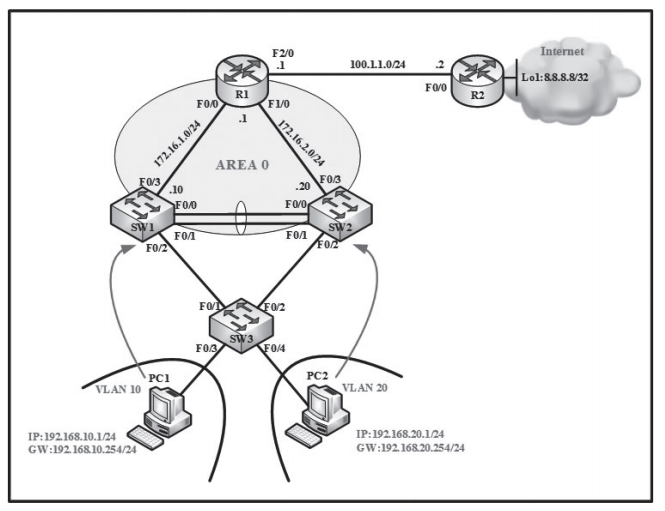 F2/0
.1
100.1.1.0/24
.2
Internet
Lo1:8.8.8.8/32
R1
R2
F0/0
F0/0
F1/0
.1
172.16.1.0/24
172.16.2.0/24
AREA 0
F0/3
.10
.20
F0/3
F0/0
F0/0
SW1
SW2
F0/1
F0/1
F0/2
F0/2
F0/1
F0/2
SW3
F0/3
F0/4
VLAN 10
PC1
PC2
VLAN 20
IP:192.168.10.1/24
GW:192.168.10.254/24
IP:192.168.20.1/24
GW:192.168.20.254/24